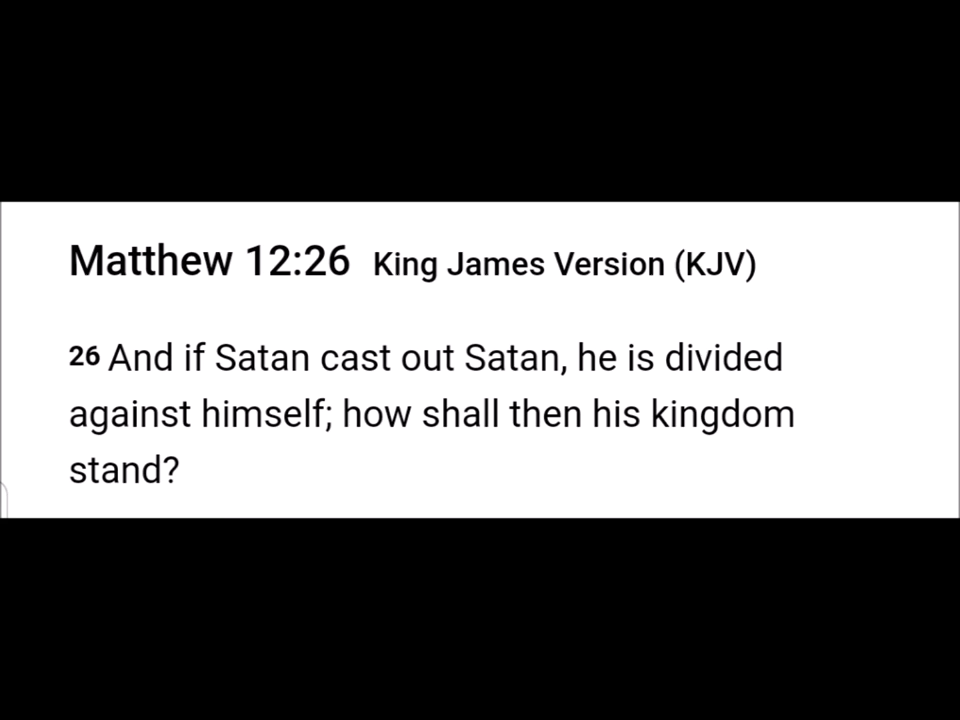 Matthew 12:26 King James Version (KJV)
26 And if Satan cast out Satan, he is divided
against himself; how shall then his kingdom
stand?